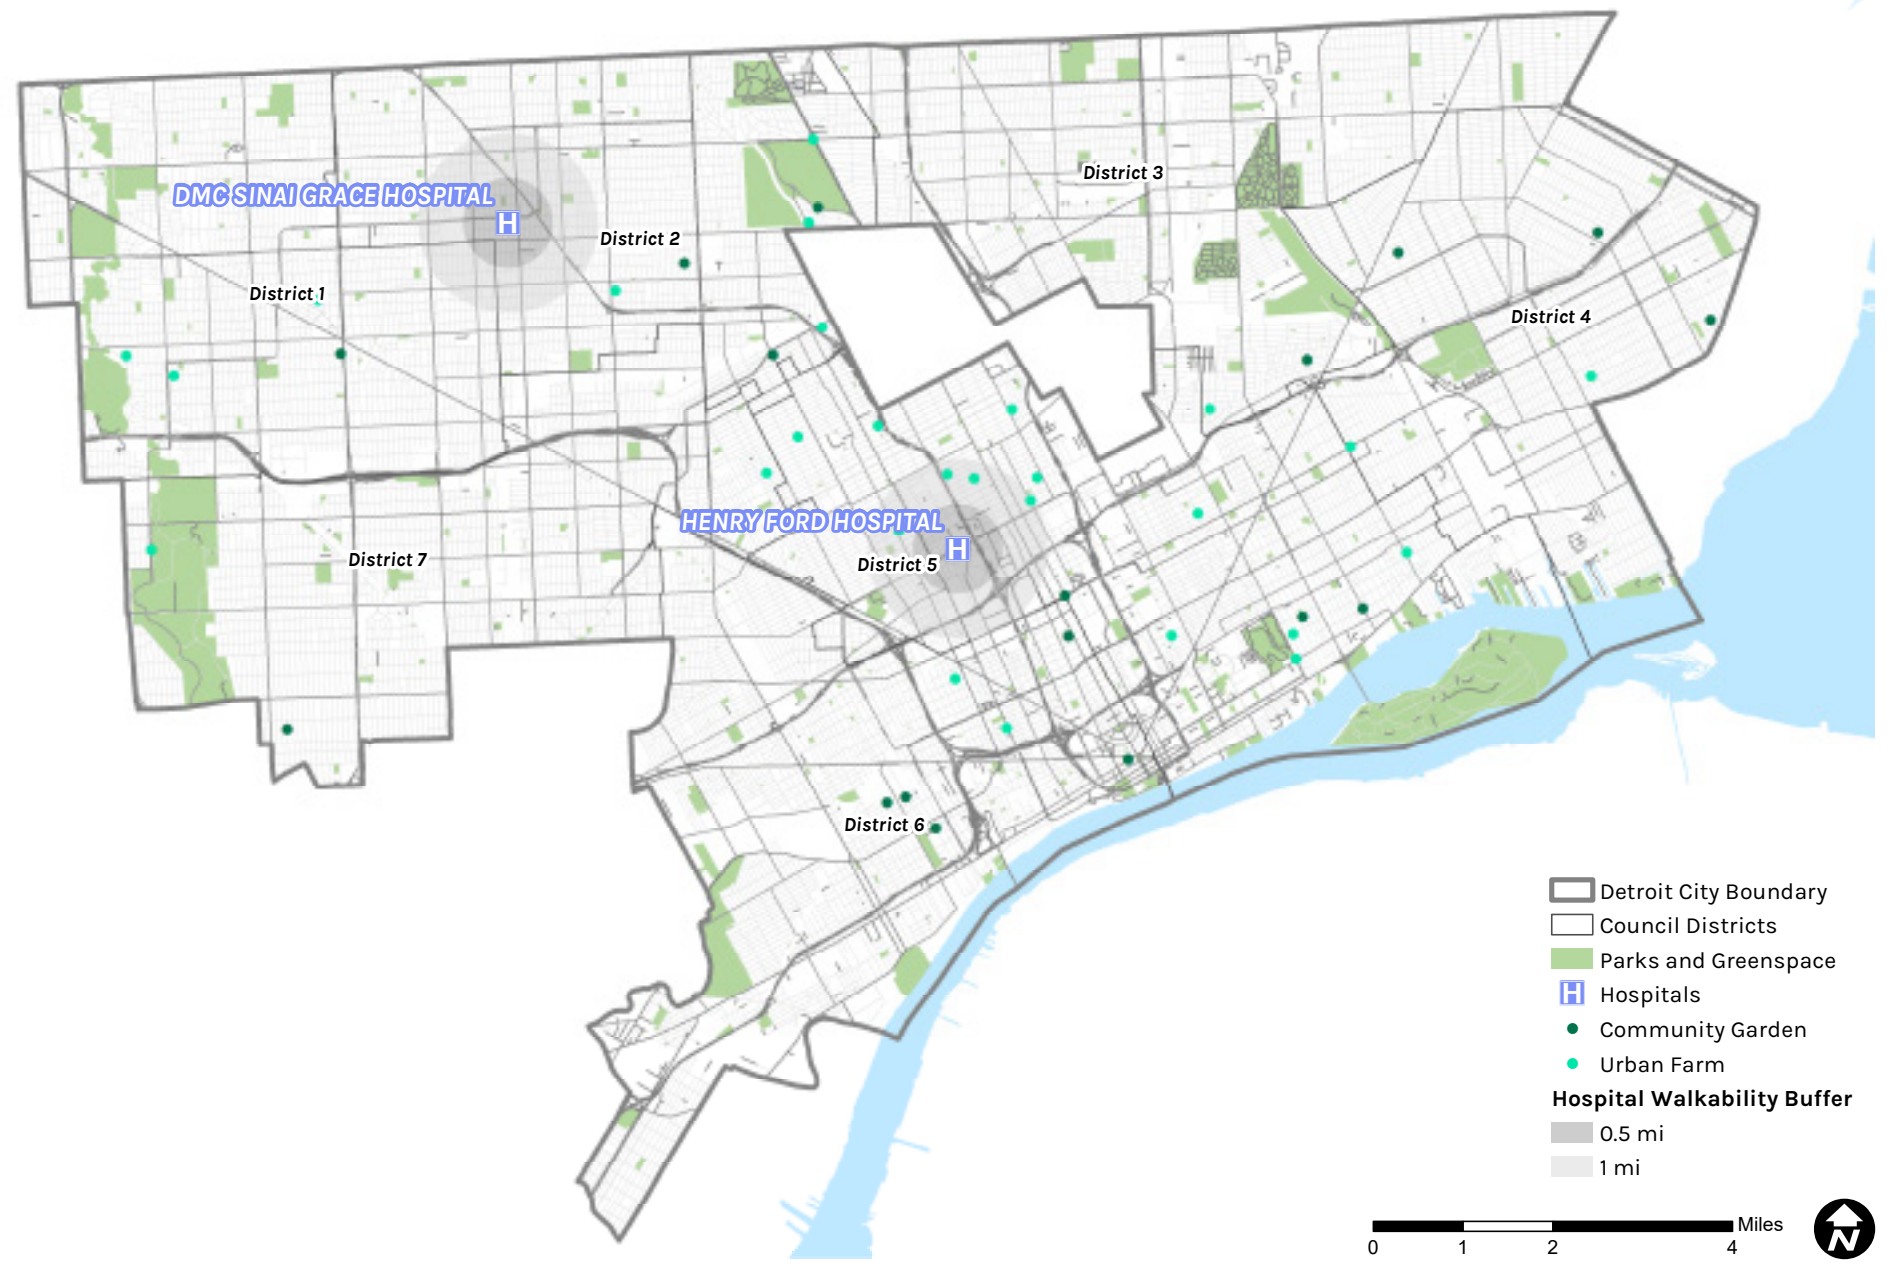 District 3
DMC SINAI GRACE HOSPITAL
H
District 2
District 1
District 4
HENRY FORD HOSPITAL
H
District 5
District 7
District 6
Detroit City Boundary
Council Districts
Parks and Greenspace
H Hospitals
Community Garden
Urban Farm
Hospital Walkability Buffer
0.5 mi
1 mi
Miles
0 1 2 4
N